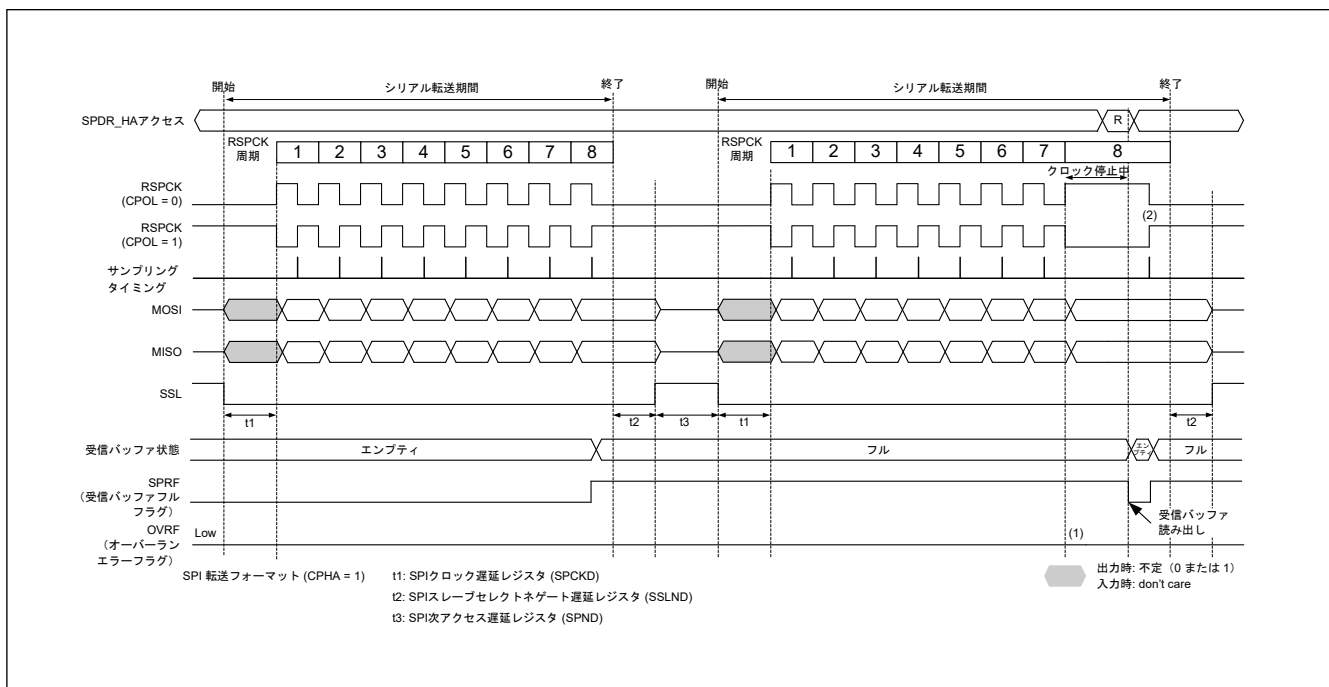 開始 シリアル転送期間 終了 開始 シリアル転送期間 終了
SPDR_HAアクセス R
RSPCK
周期 1 2 3 4 5 6 7 8
RSPCK
周期 1 2 3 4 5 6 7 8
クロック停止中
RSPCK
(CPOL = 0)
RSPCK
(CPOL = 1)
(2)
サンプリング
タイミング
MOSI
MISO
SSL
t1 t2 t3 t1 t2
受信バッファ状態 エンプティ フル エン
プティ フル
SPRF
(受信バッファフル
フラグ)
受信バッファ
読み出し
OVRF
(オーバーラン
エラーフラグ)
Low
(1)
SPI 転送フォーマット (CPHA = 1)
t1: SPIクロック遅延レジスタ (SPCKD)
t2: SPIスレーブセレクトネゲート遅延レジスタ (SSLND)
t3: SPI次アクセス遅延レジスタ (SPND)
出力時: 不定(0 または 1)
入力時: don't care